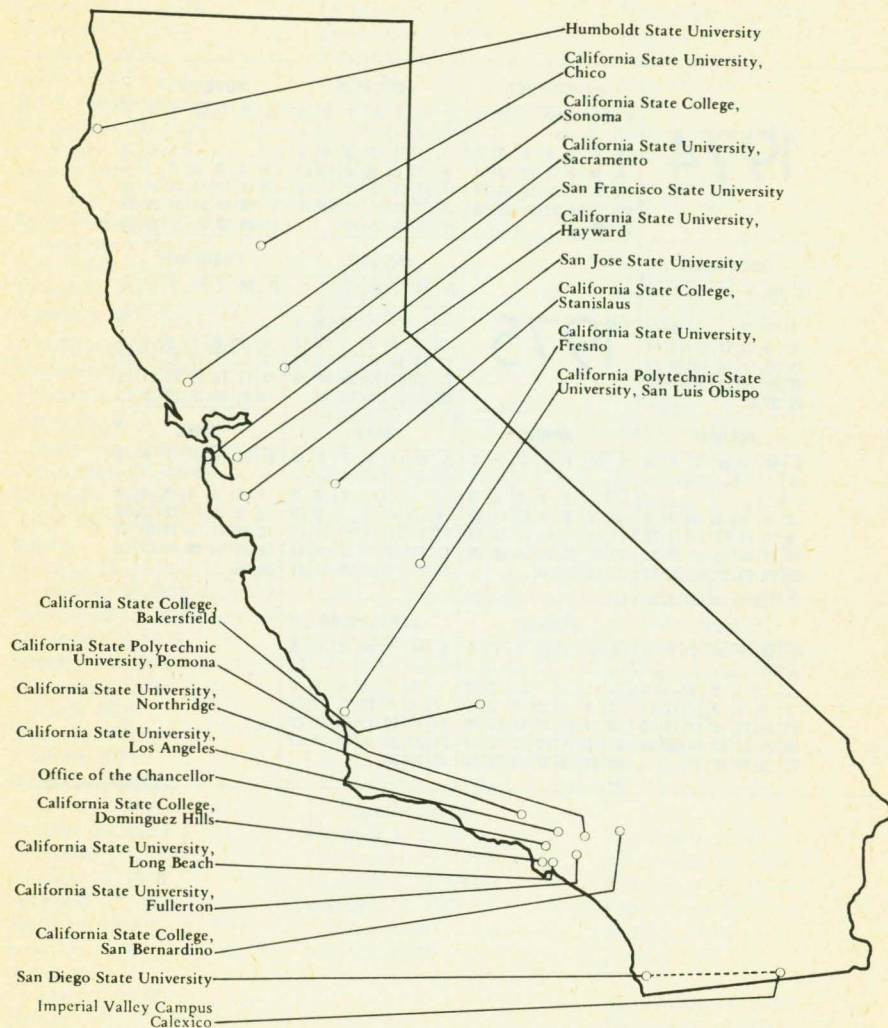 Humboldt State University
California State University,
Chico
California State College,
Sonoma
California State University,
Sacramento
San Francisco State University
California State University,
Hayward
San Jose State University
California State College,
Stanislaus
California State University,
Fresno
California Polytechnic State
University, San Luis Obispo
California State College,
Bakersfield
California State Polytechnic
University, Pomona
California State University,
Northridge
California State University,
Los Angeles
Office of the Chancellor
California State College,
Dominguez Hills
California State University,
Long Beach
California State University,
Fullerton
California State College,
San Bernardino
San Diego State University
Imperial Valley Campus
Calexico